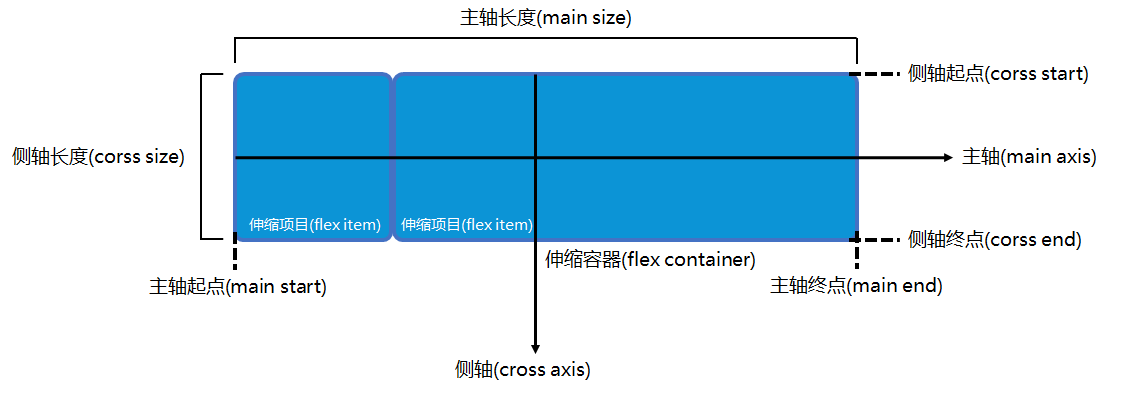 主轴长度(main size)
侧轴起点(corss start)
侧轴长度(corss size)
主轴(main axis)
伸缩项目(flex item)
伸缩项目(flex item)
侧轴终点(corss end)
伸缩容器(flex container)
主轴起点(main start)
主轴终点(main end)
侧轴(cross axis)